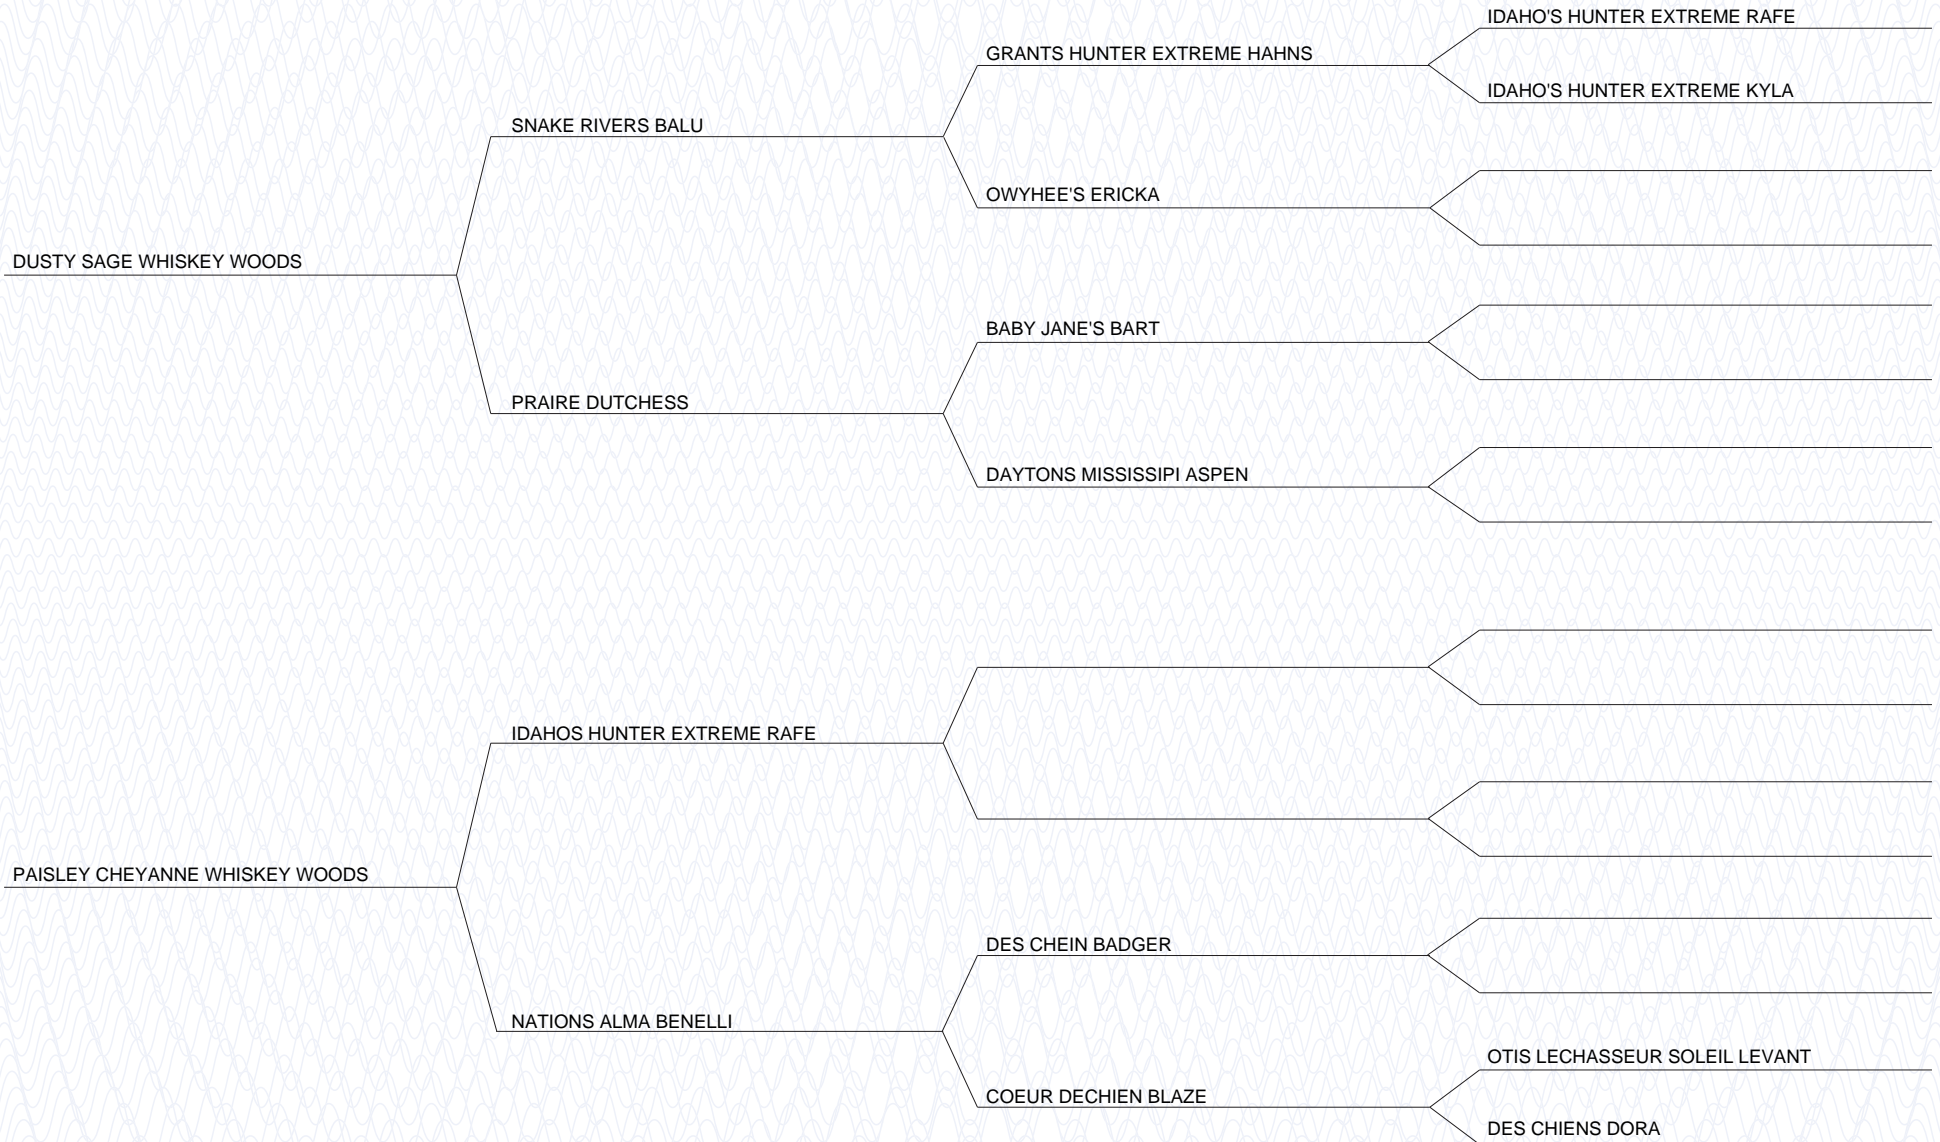 IDAHO'S HUNTER EXTREME RAFE
GRANTS HUNTER EXTREME HAHNS
IDAHO'S HUNTER EXTREME KYLA
SNAKE RIVERS BALU
OWYHEE'S ERICKA
DUSTY SAGE WHISKEY WOODS
BABY JANE'S BART
PRAIRE DUTCHESS
DAYTONS MISSISSIPI ASPEN
IDAHOS HUNTER EXTREME RAFE
PAISLEY CHEYANNE WHISKEY WOODS
DES CHEIN BADGER
NATIONS ALMA BENELLI
OTIS LECHASSEUR SOLEIL LEVANT
COEUR DECHIEN BLAZE
DES CHIENS DORA